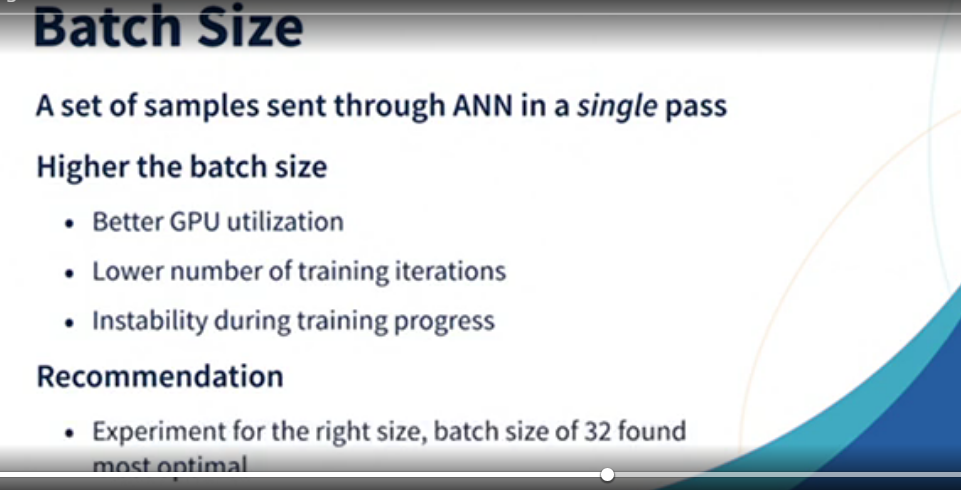 Batch Size
A set of samples sent through ANN in a single pass
Higher the batch size
• Better GPU utilization
• Lower number of training iterations
• Instability during training progress
Recommendation
• Experiment for the right size, batch size of 32 found
most optimal